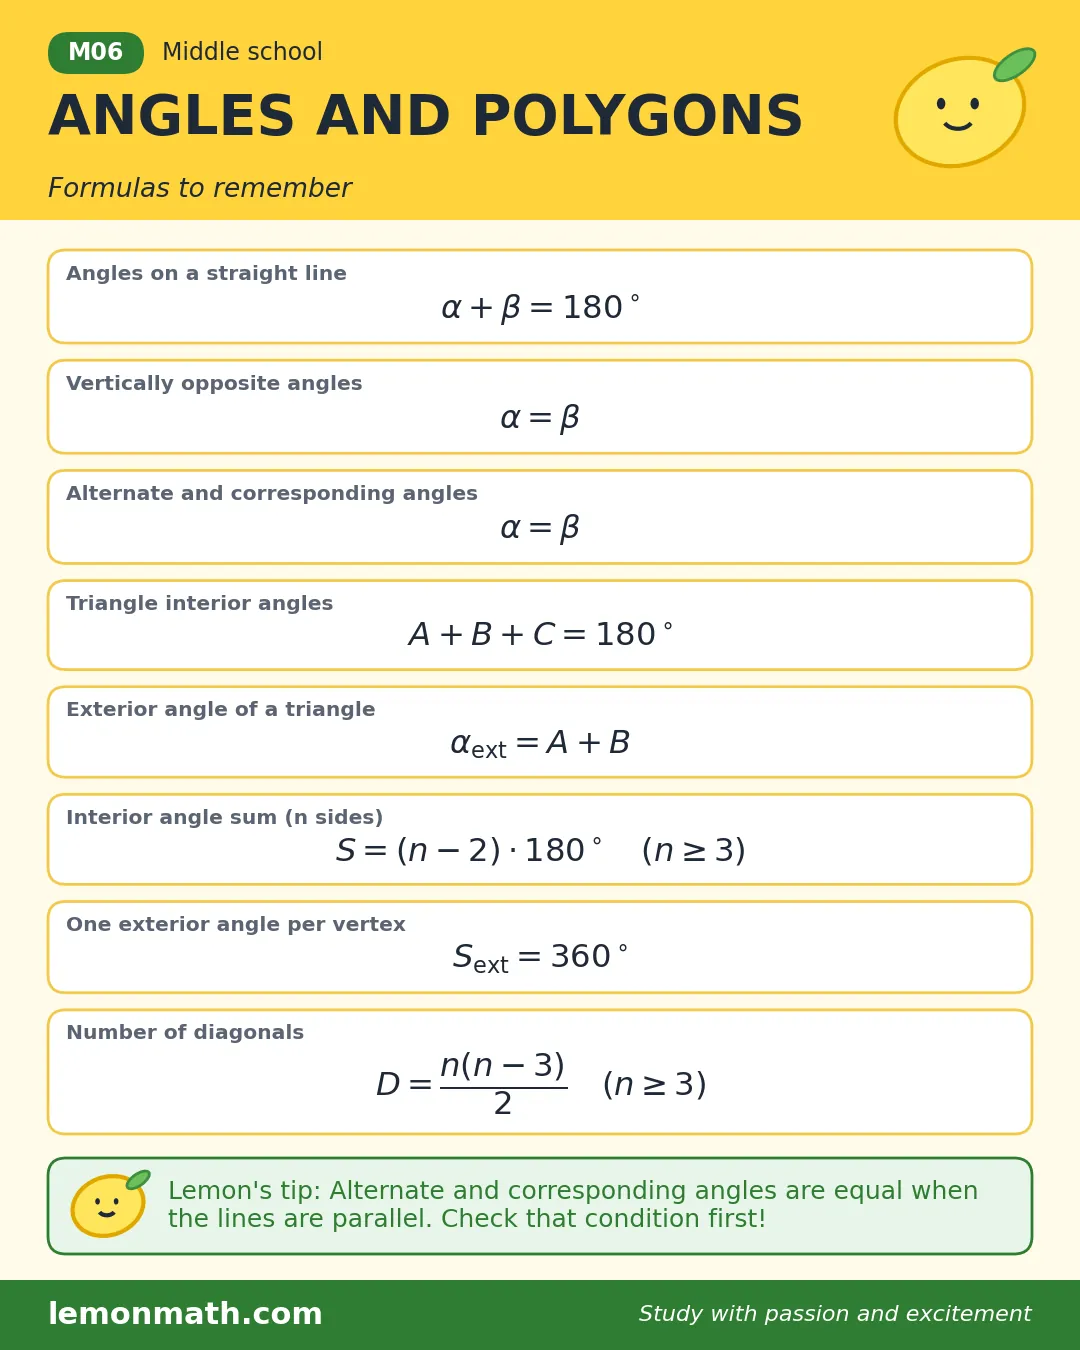 M06 Middle school
ANGLES AND POLYGONS
Formulas to remember
Angles on a straight line
α + β = 180°
Vertically opposite angles
α = β
Alternate and corresponding angles
α = β
Triangle interior angles
A + B + C = 180°
Exterior angle of a triangle
α_ext = A + B
Interior angle sum (n sides)
S = (n − 2) · 180° (n ≥ 3)
One exterior angle per vertex
S_ext = 360°
Number of diagonals
D = n(n − 3)/2 (n ≥ 3)
Lemon's tip: Alternate and corresponding angles are equal when
the lines are parallel. Check that condition first!
lemonmath.com
Study with passion and excitement